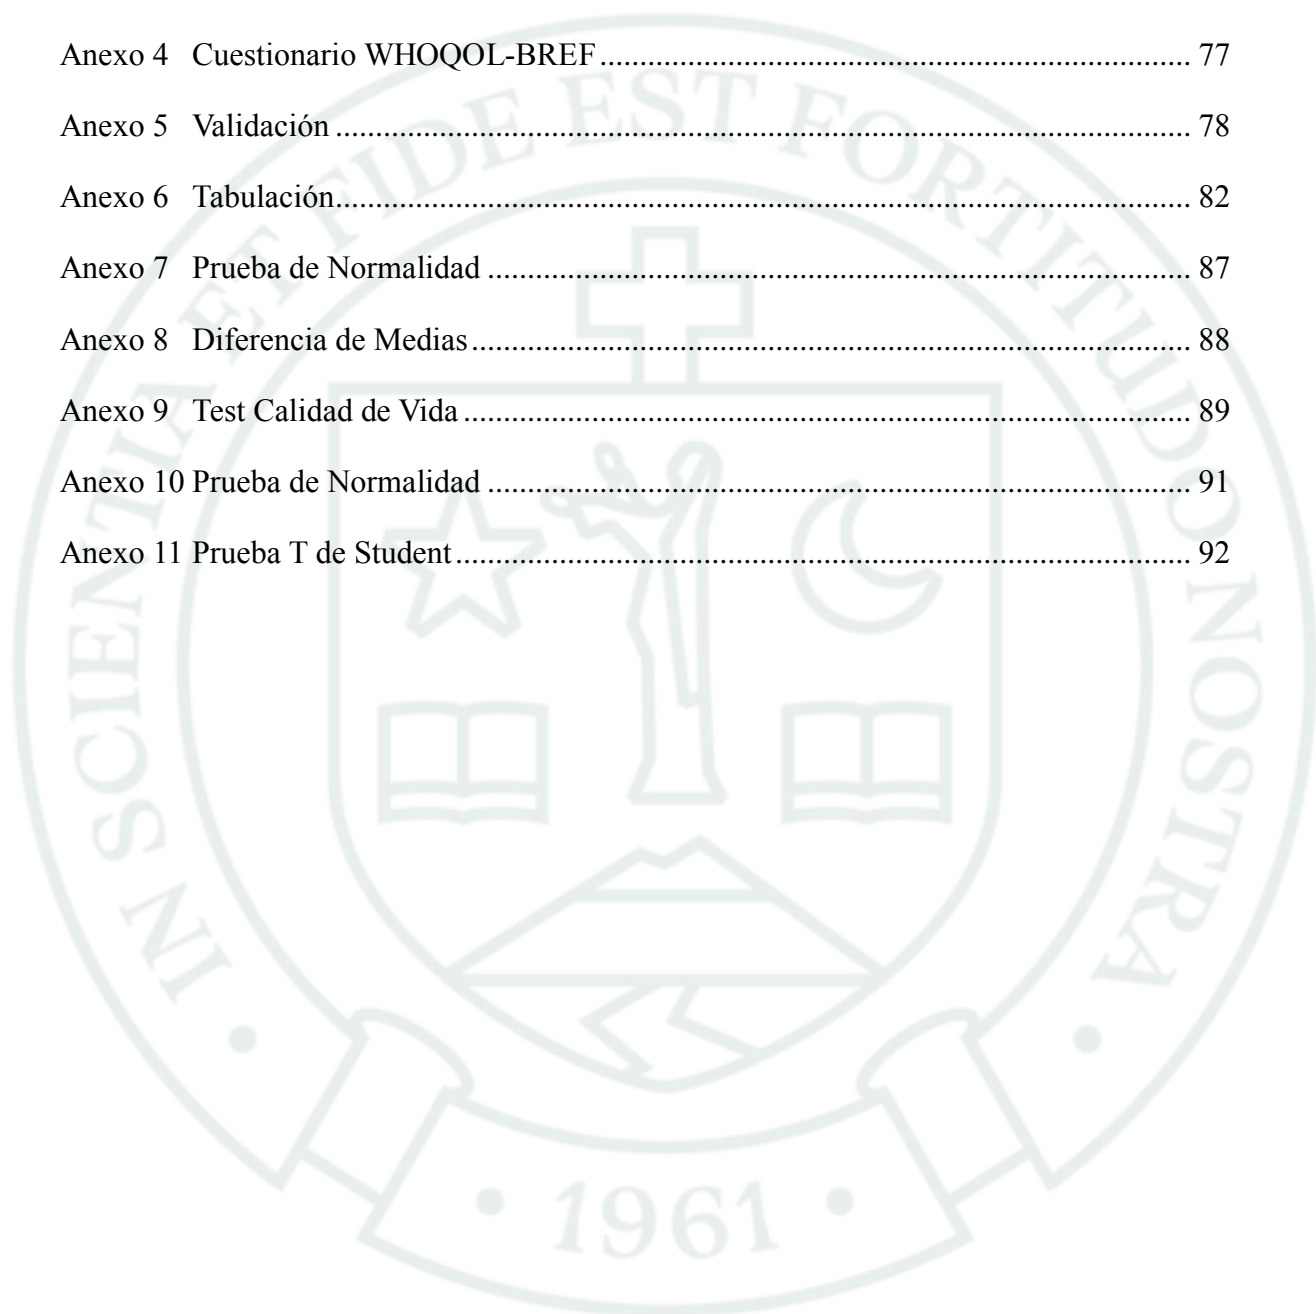 Anexo 4 Cuestionario WHOQOL-BREF.......................................................................... 77
Anexo 5 Validación ........................................................................................................... 78
Anexo 6 Tabulación........................................................................................................... 82
Anexo 7 Prueba de Normalidad ........................................................................................ 87
Anexo 8 Diferencia de Medias .......................................................................................... 88
Anexo 9 Test Calidad de Vida ........................................................................................... 89
Anexo 10 Prueba de Normalidad ........................................................................................ 91
Anexo 11 Prueba T de Student ............................................................................................ 92
IN SCIENTIA ET FIDE EST FORTITUDO NOSTRA
• 1961 •